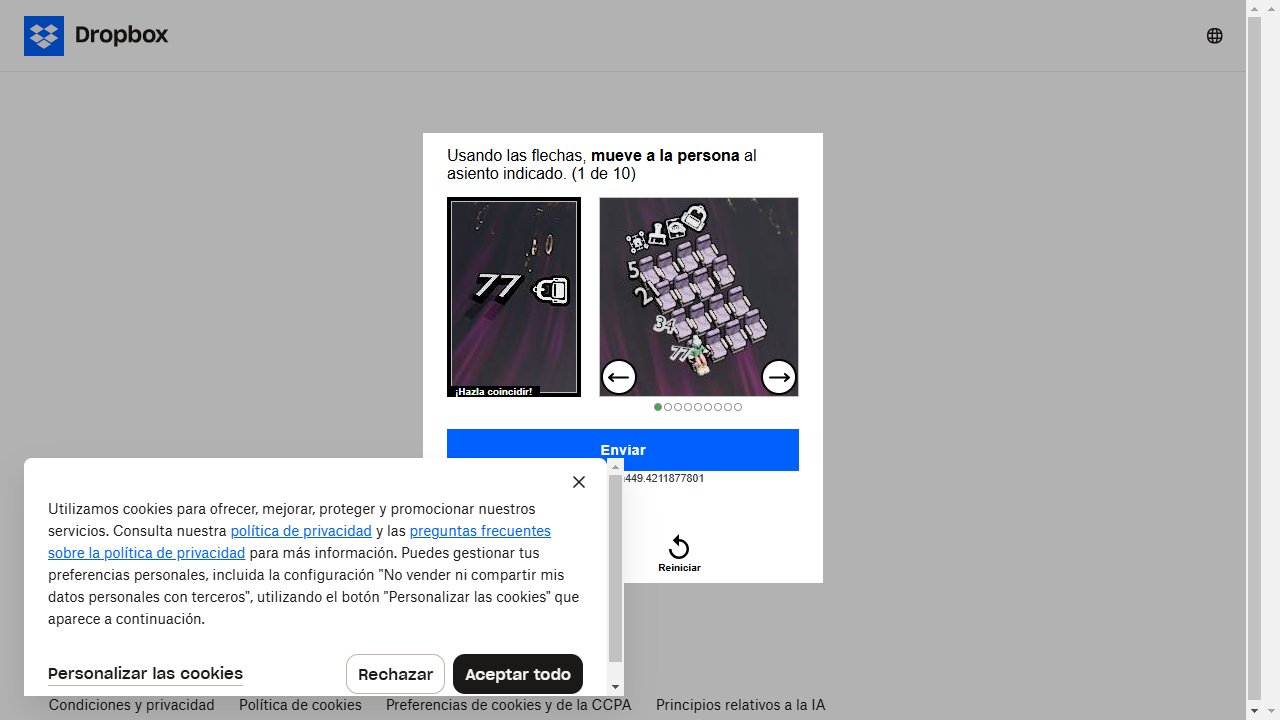 Dropbox
Usando las flechas, mueve a la persona al
asiento indicado. (1 de 10)
77
¡Hazla coincidir!
5
2
34
77
Enviar
449.4211877801
Reiniciar
Utilizamos cookies para ofrecer, mejorar, proteger y promocionar nuestros
servicios. Consulta nuestra política de privacidad y las preguntas frecuentes
sobre la política de privacidad para más información. Puedes gestionar tus
preferencias personales, incluida la configuración "No vender ni compartir mis
datos personales con terceros", utilizando el botón "Personalizar las cookies" que
aparece a continuación.
Personalizar las cookies
Rechazar
Aceptar todo
Condiciones y privacidad
Política de cookies
Preferencias de cookies y de la CCPA
Principios relativos a la IA